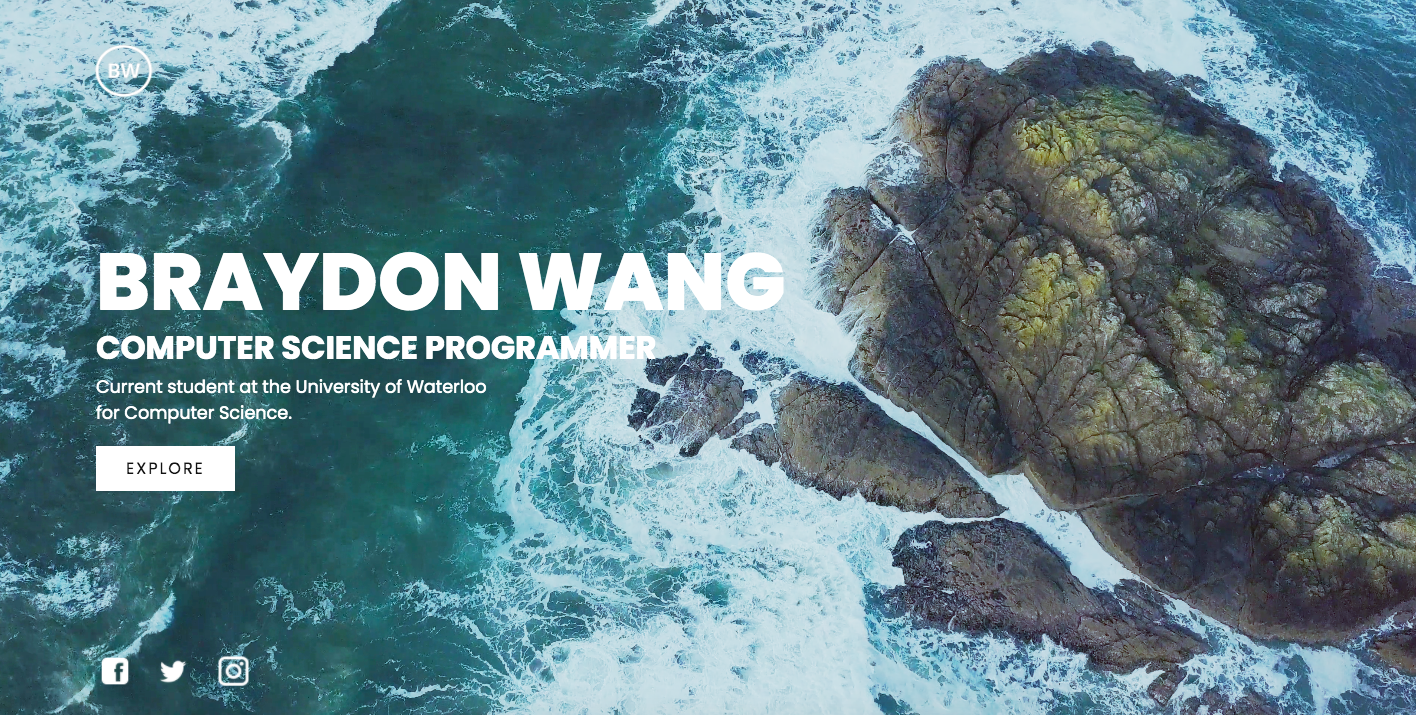 BW
BRAYDON WANG
COMPUTER SCIENCE PROGRAMMER
Current student at the University of Waterloo
for Computer Science.
EXPLORE